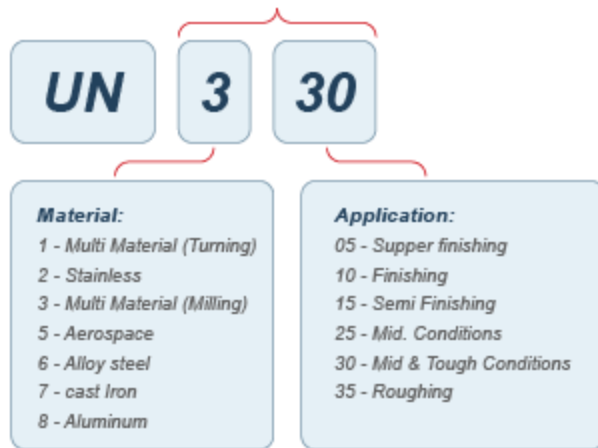 UN 3 30
Material:
1 - Multi Material (Turning)
2 - Stainless
3 - Multi Material (Milling)
5 - Aerospace
6 - Alloy steel
7 - cast Iron
8 - Aluminum
Application:
05 - Supper finishing
10 - Finishing
15 - Semi Finishing
25 - Mid. Conditions
30 - Mid & Tough Conditions
35 - Roughing